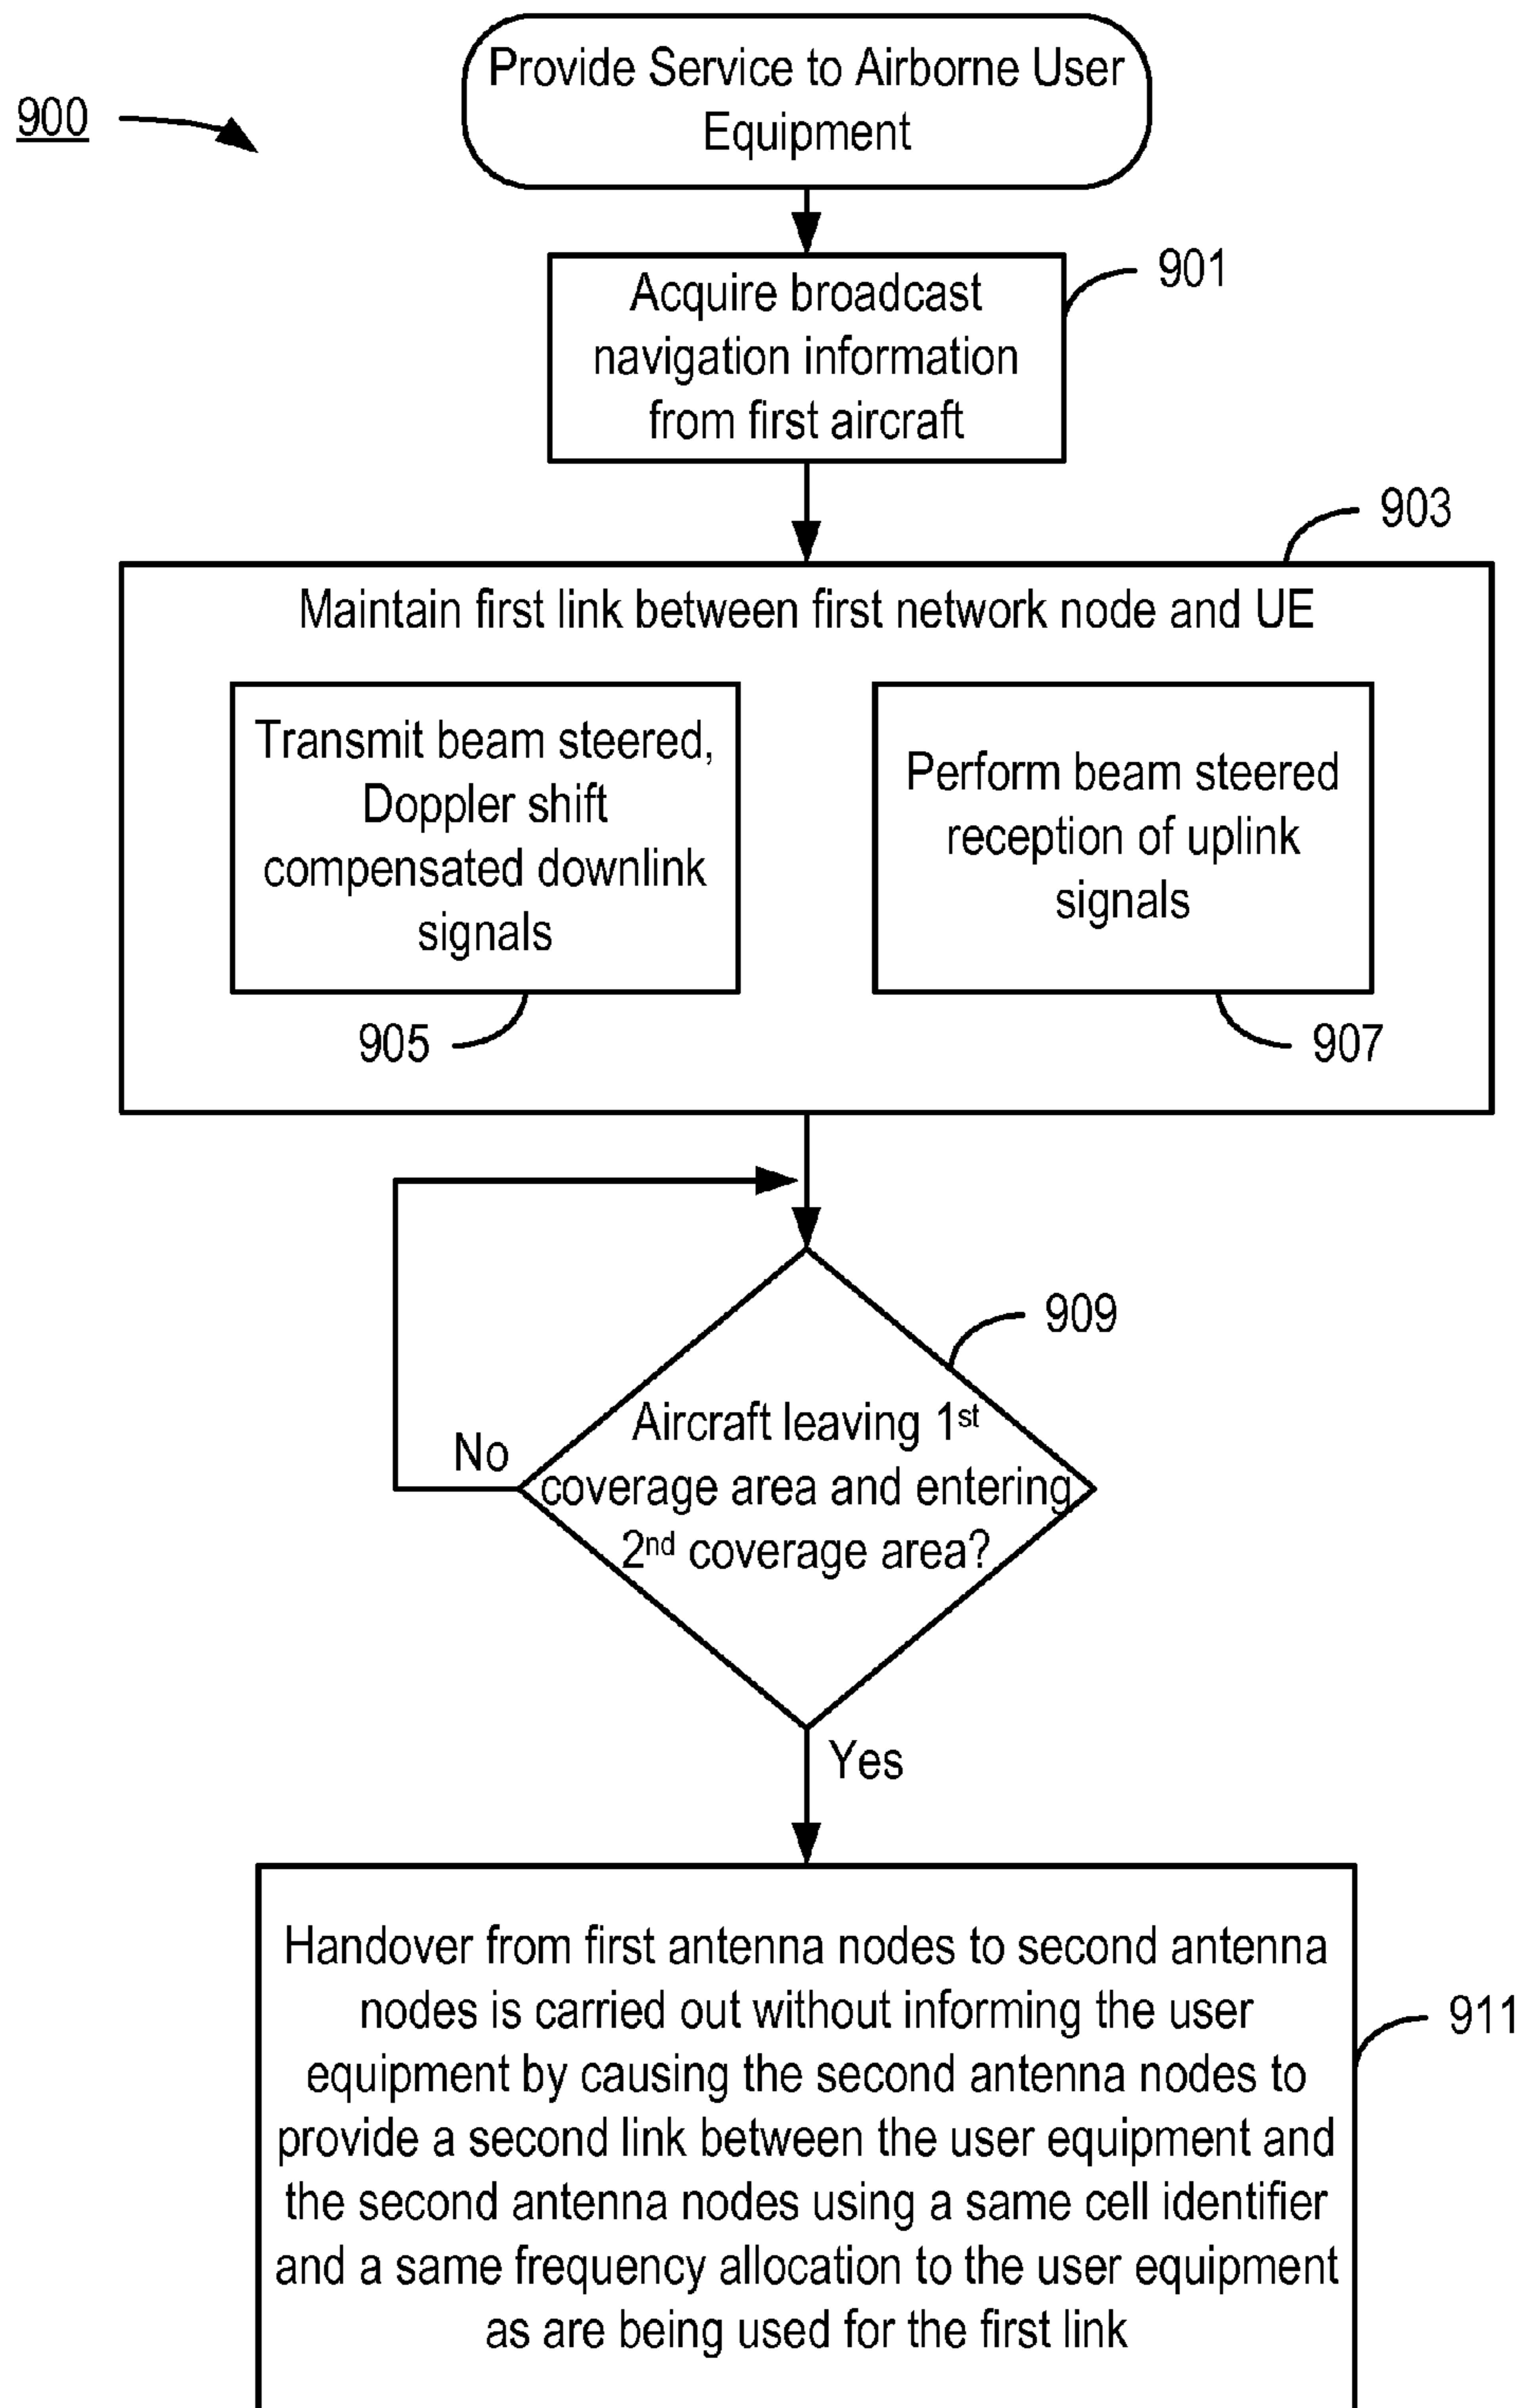 Provide Service to Airborne User
Equipment
900
Acquire broadcast
navigation information
from first aircraft
901
903
Maintain first link between first network node and UE
Transmit beam steered,
Doppler shift
compensated downlink
signals
Perform beam steered
reception of uplink
signals
905
907
909
Aircraft leaving 1st
coverage area and entering
2nd coverage area?
No
Yes
Handover from first antenna nodes to second antenna
nodes is carried out without informing the user
equipment by causing the second antenna nodes to
provide a second link between the user equipment and
the second antenna nodes using a same cell identifier
and a same frequency allocation to the user equipment
as are being used for the first link
911